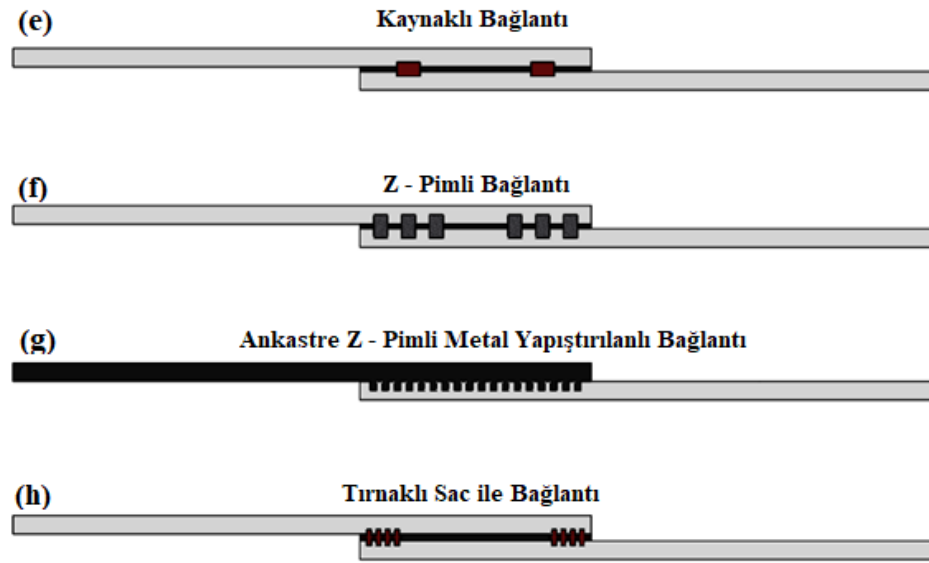 (e) Kaynaklı Bağlantı
(f) Z - Pimli Bağlantı
(g) Ankastre Z - Pimli Metal Yapıştırılanlı Bağlantı
(h) Tırnaklı Sac ile Bağlantı